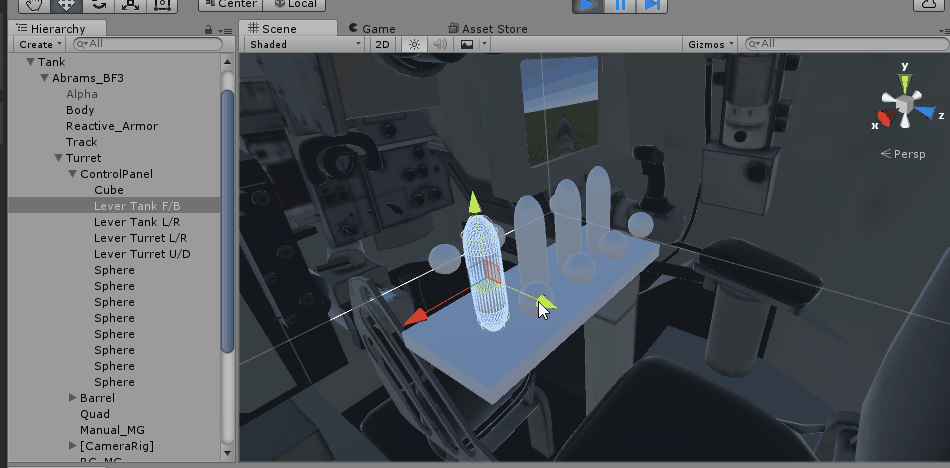 Center Local
Hierarchy
Scene Game Asset Store
Create All
Shaded 2D Gizmos All
Tank
Abrams_BF3
Alpha
Body
Reactive_Armor
Track
Turret
ControlPanel
Cube
Lever Tank F/B
Lever Tank L/R
Lever Turret L/R
Lever Turret U/D
Sphere
Sphere
Sphere
Sphere
Sphere
Sphere
Sphere
Sphere
Barrel
Quad
Manual_MG
[CameraRig]
y
x
z
Persp